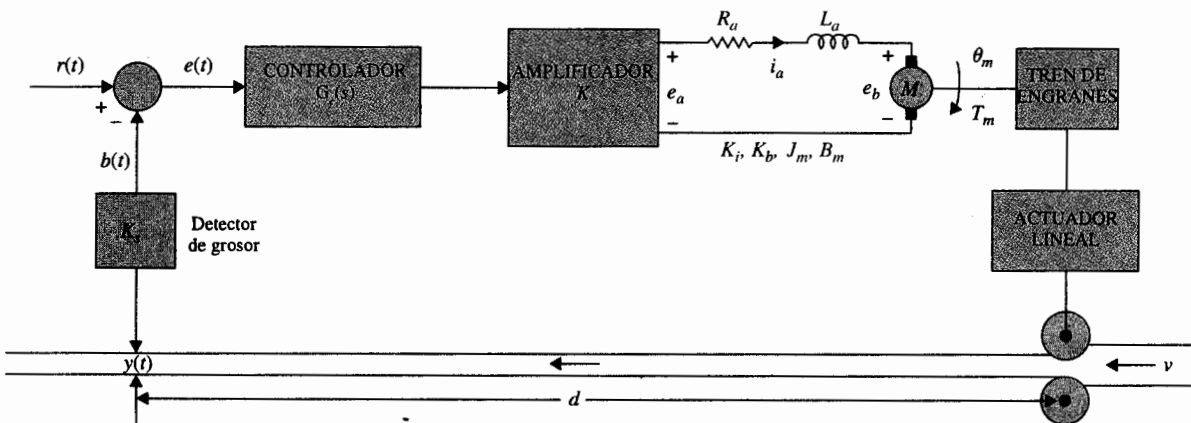 r(t)
+
−
e(t)
CONTROLADOR
G_c(s)
AMPLIFICADOR
K
+
e_a
−
R_a
i_a
L_a
+
e_b
−
M
θ_m
T_m
TREN DE
ENGRANES
K_i, K_b, J_m, B_m
b(t)
K_s
Detector
de grosor
ACTUADOR
LINEAL
y(t)
v
d